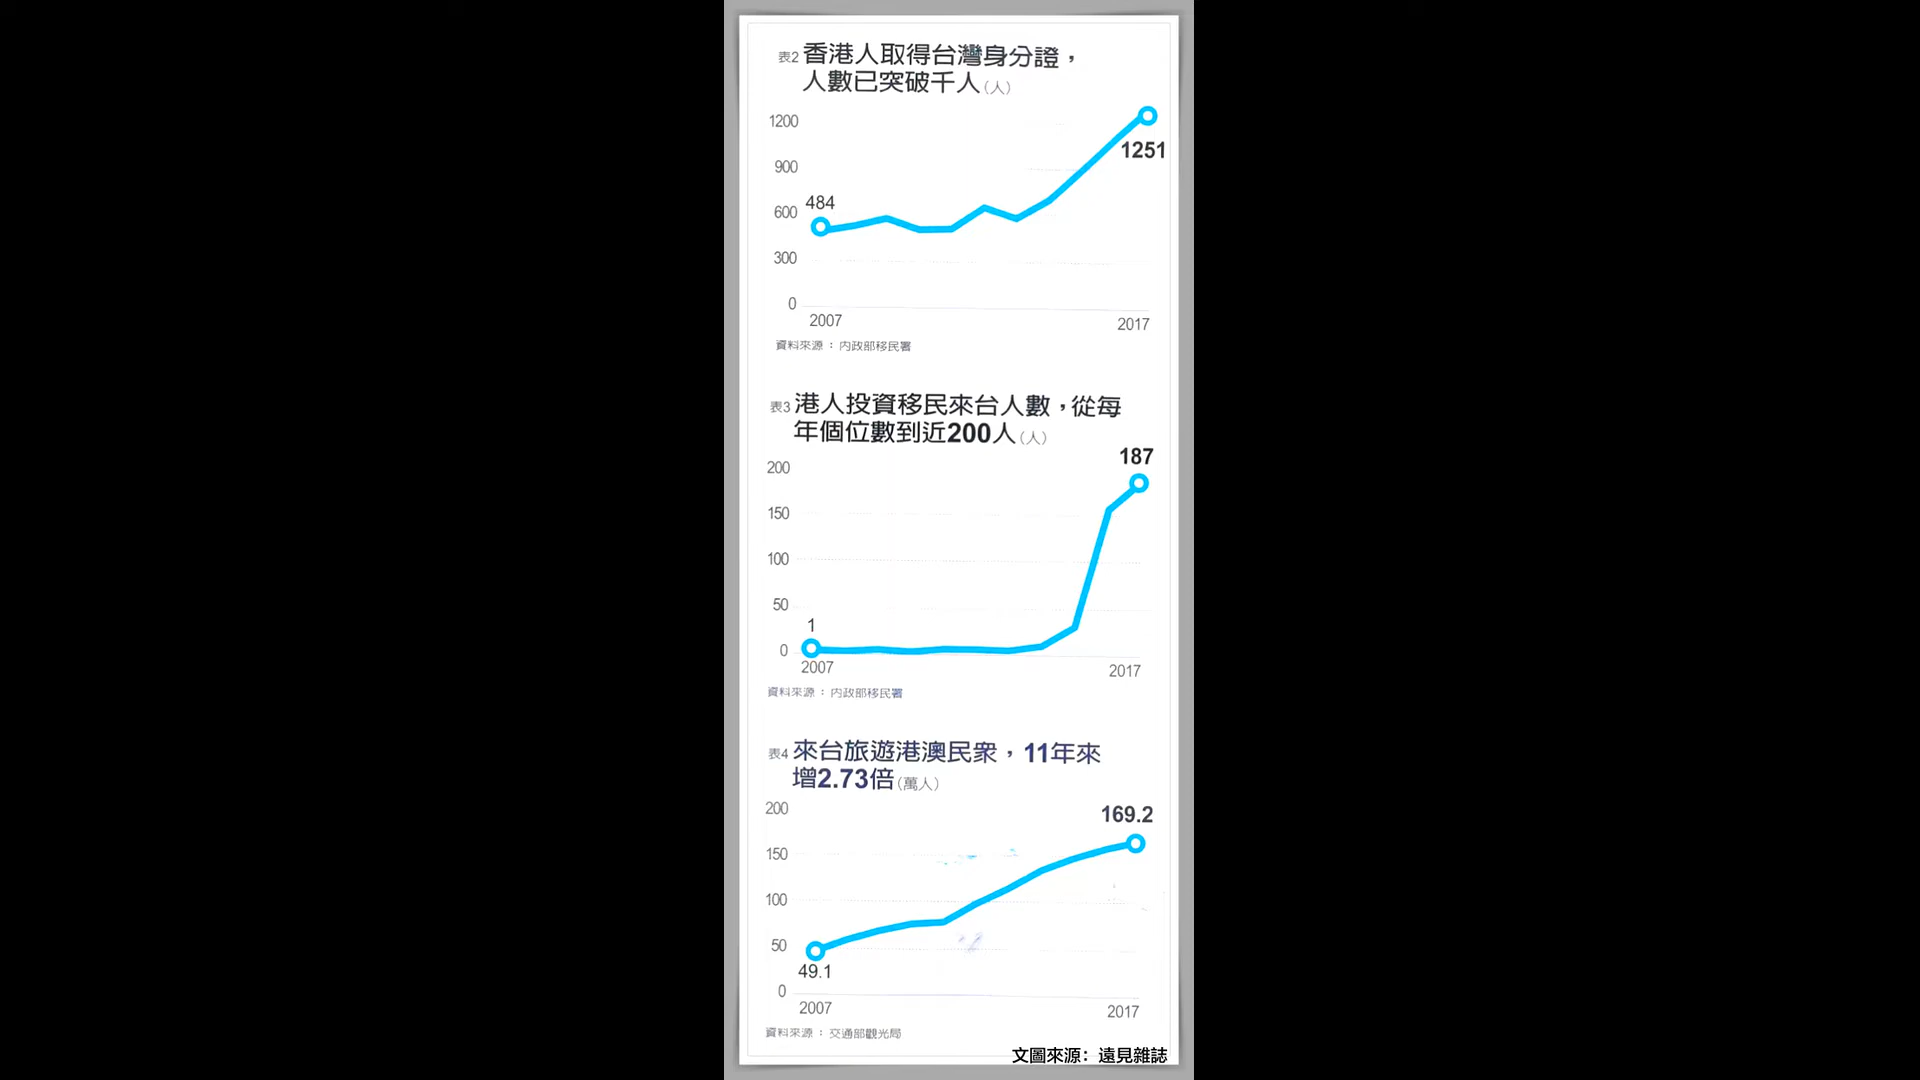 表2 香港人取得台灣身分證，
人數已突破千人(人)
1200
900
600
300
0
484
1251
2007
2017
資料來源：內政部移民署
表3 港人投資移民來台人數，從每
年個位數到近200人(人)
200
150
100
50
0
1
187
2007
2017
資料來源：內政部移民署
表4 來台旅遊港澳民眾，11年來
增2.73倍(萬人)
200
150
100
50
0
49.1
169.2
2007
2017
資料來源：交通部觀光局
文圖來源：遠見雜誌